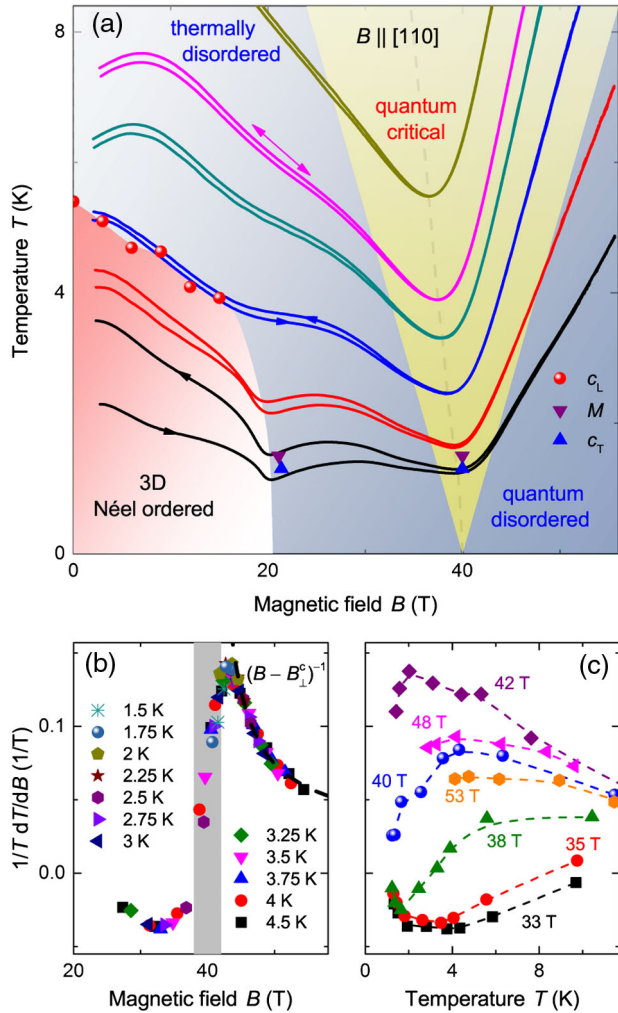 (a)
thermally
disordered
B || [110]
quantum
critical
3D
Néel ordered
quantum
disordered
c_L
M
c_T
Temperature T (K)
8
4
0
0 20 40
Magnetic field B (T)
(b)
(B − B⊥^c)^−1
1.5 K
1.75 K
2 K
2.25 K
2.5 K
2.75 K
3 K
3.25 K
3.5 K
3.75 K
4 K
4.5 K
1/T dT/dB (1/T)
0.1
0.0
20 40
Magnetic field B (T)
(c)
42 T
48 T
40 T
53 T
38 T
35 T
33 T
0 4 8
Temperature T (K)